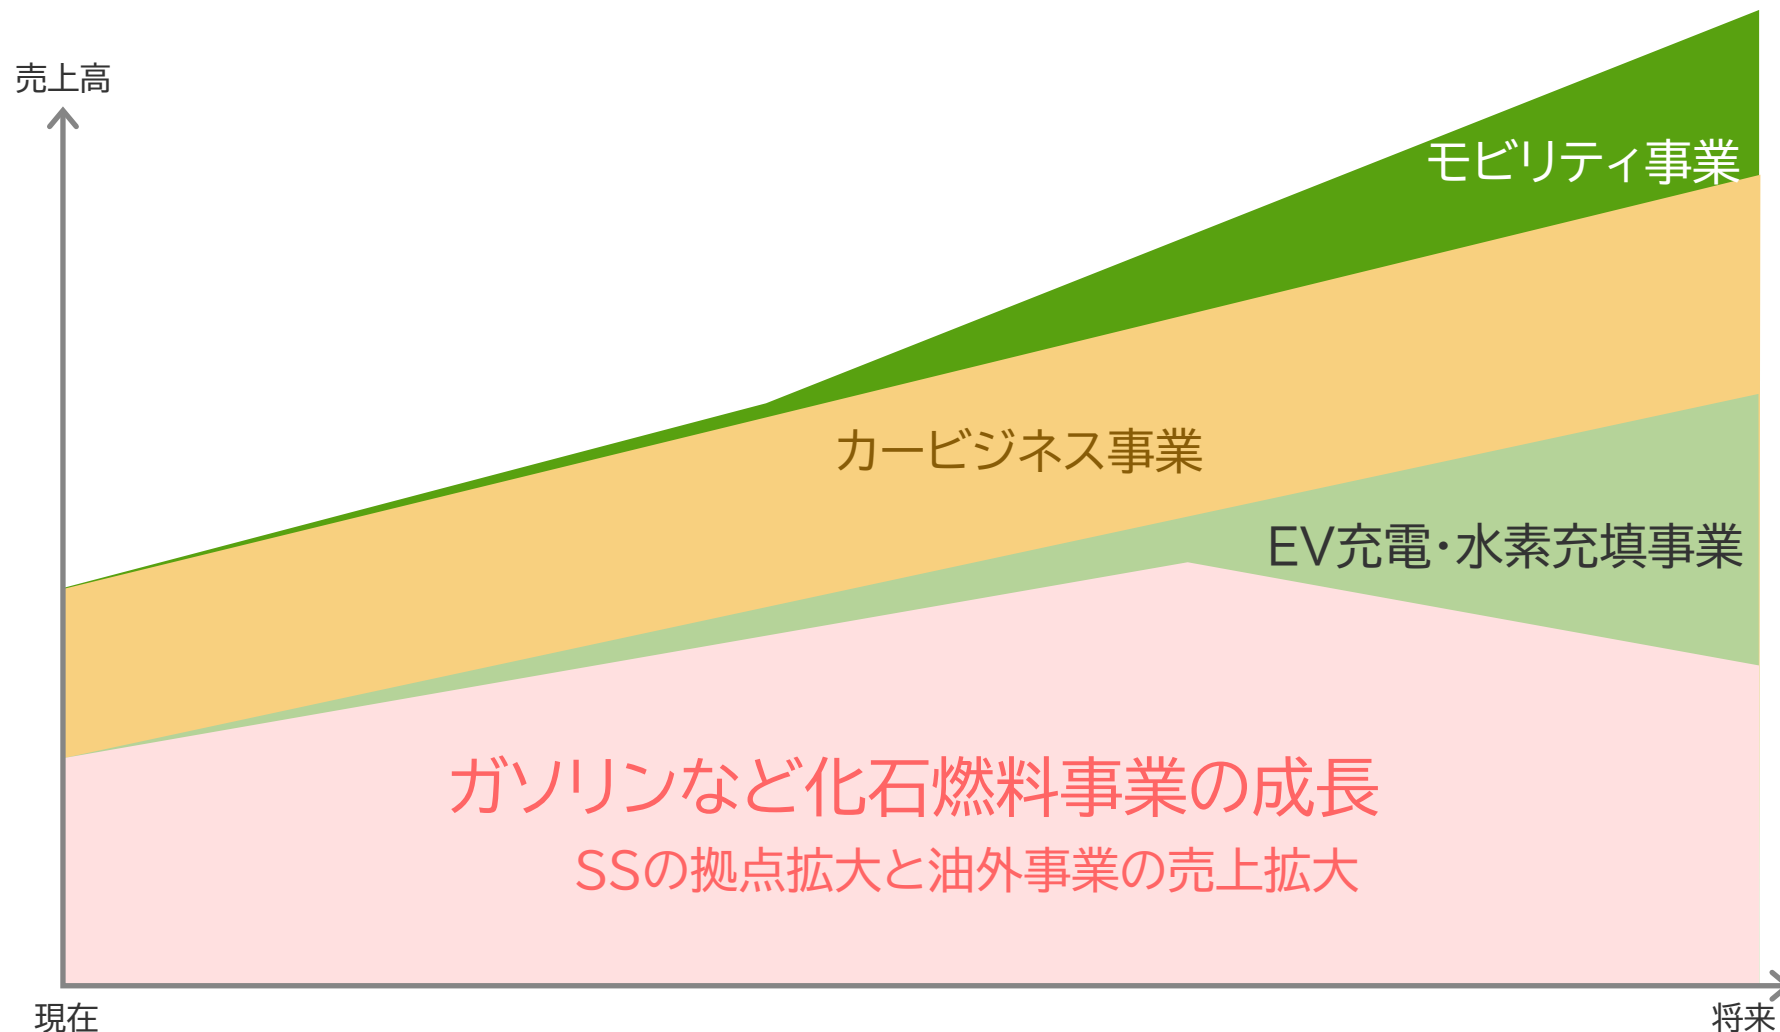 売上高
モビリティ事業
カービジネス事業
EV充電・水素充填事業
ガソリンなど化石燃料事業の成長
SSの拠点拡大と油外事業の売上拡大
現在
将来